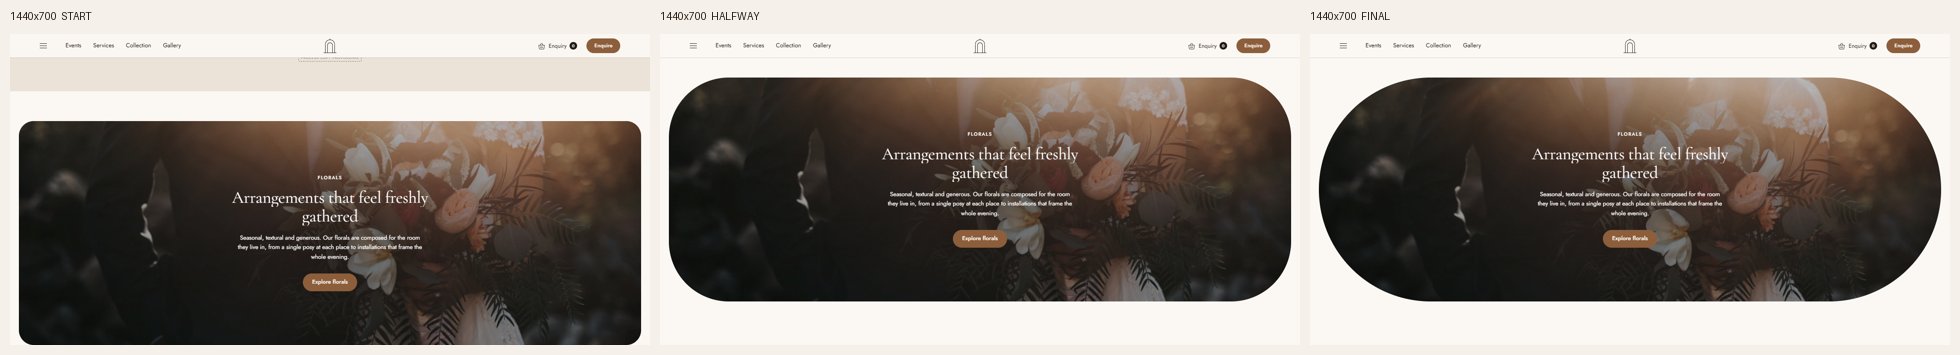 1440x700 START
Events Services Collection Gallery
Enquiry 0 Enquire
FLORALS
Arrangements that feel freshly
gathered
Seasonal, textural and generous. Our florals are composed for the room
they live in, from a single posy at each place to installations that frame the
whole evening.
Explore florals
1440x700 HALFWAY
Events Services Collection Gallery
Enquiry 0 Enquire
FLORALS
Arrangements that feel freshly
gathered
Seasonal, textural and generous. Our florals are composed for the room
they live in, from a single posy at each place to installations that frame the
whole evening.
Explore florals
1440x700 FINAL
Events Services Collection Gallery
Enquiry 0 Enquire
FLORALS
Arrangements that feel freshly
gathered
Seasonal, textural and generous. Our florals are composed for the room
they live in, from a single posy at each place to installations that frame the
whole evening.
Explore florals